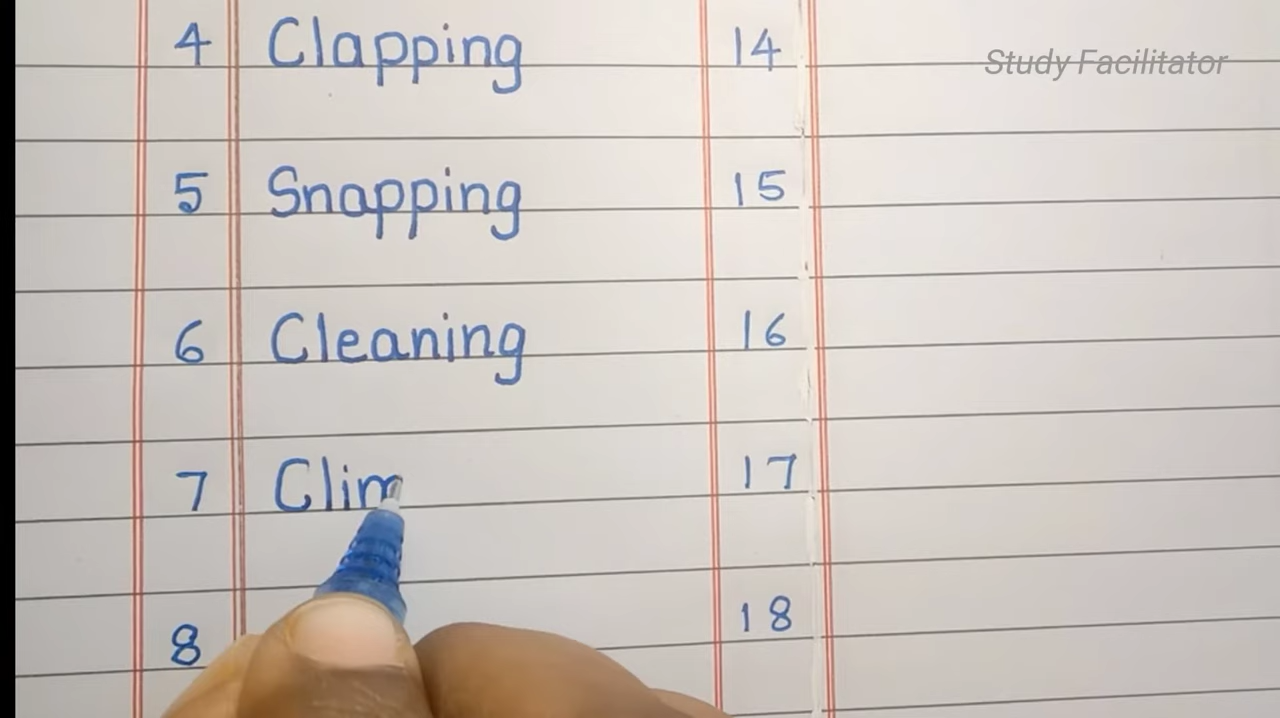 4 Clapping 14
Study Facilitator
5 Snapping 15
6 Cleaning 16
7 Clim 17
8 18